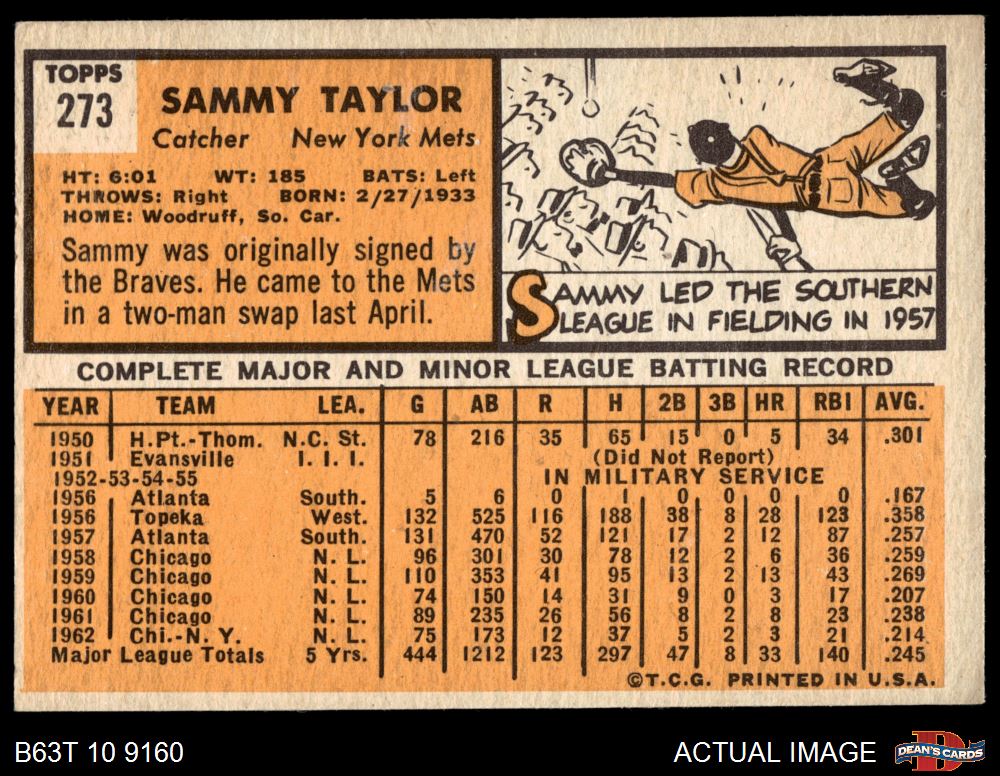 TOPPS
273
SAMMY TAYLOR
Catcher New York Mets
HT: 6:01 WT: 185 BATS: Left
THROWS: Right BORN: 2/27/1933
HOME: Woodruff, So. Car.
Sammy was originally signed by
the Braves. He came to the Mets
in a two-man swap last April.
SAMMY LED THE SOUTHERN
LEAGUE IN FIELDING IN 1957
COMPLETE MAJOR AND MINOR LEAGUE BATTING RECORD
YEAR TEAM LEA. G AB R H 2B 3B HR RBI AVG.
1950 H.Pt.-Thom. N.C. St. 78 216 35 65 15 0 5 34 .301
1951 Evansville I. I. I. (Did Not Report)
1952-53-54-55 IN MILITARY SERVICE
1956 Atlanta South. 5 6 0 1 0 0 0 0 .167
1956 Topeka West. 132 525 116 188 38 8 28 123 .358
1957 Atlanta South. 131 470 52 121 17 2 12 87 .257
1958 Chicago N. L. 96 301 30 78 12 2 6 36 .259
1959 Chicago N. L. 110 353 41 95 13 2 13 43 .269
1960 Chicago N. L. 74 150 14 31 9 0 3 17 .207
1961 Chicago N. L. 89 235 26 56 8 2 8 23 .238
1962 Chi.-N. Y. N. L. 75 173 12 37 5 2 3 21 .214
Major League Totals 5 Yrs. 444 1212 123 297 47 8 33 140 .245
©T.C.G. PRINTED IN U.S.A.
B63T 10 9160 ACTUAL IMAGE DEAN'S CARDS